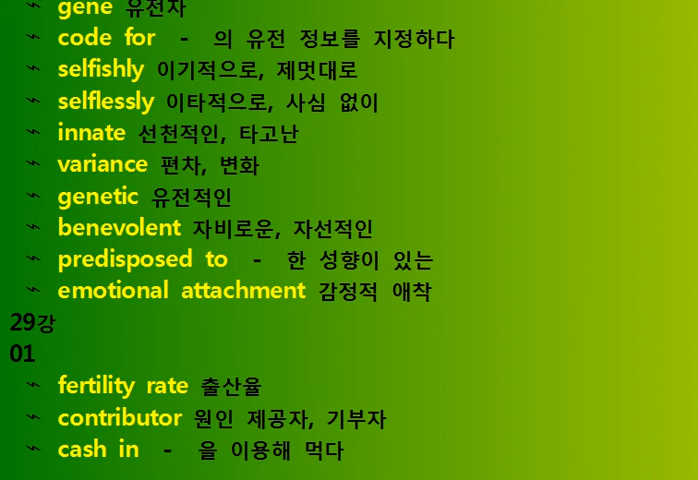 ~ gene 유전자
~ code for - 의 유전 정보를 지정하다
~ selfishly 이기적으로, 제멋대로
~ selflessly 이타적으로, 사심 없이
~ innate 선천적인, 타고난
~ variance 편차, 변화
~ genetic 유전적인
~ benevolent 자비로운, 자선적인
~ predisposed to - 한 성향이 있는
~ emotional attachment 감정적 애착
29강
01
~ fertility rate 출산율
~ contributor 원인 제공자, 기부자
~ cash in - 을 이용해 먹다